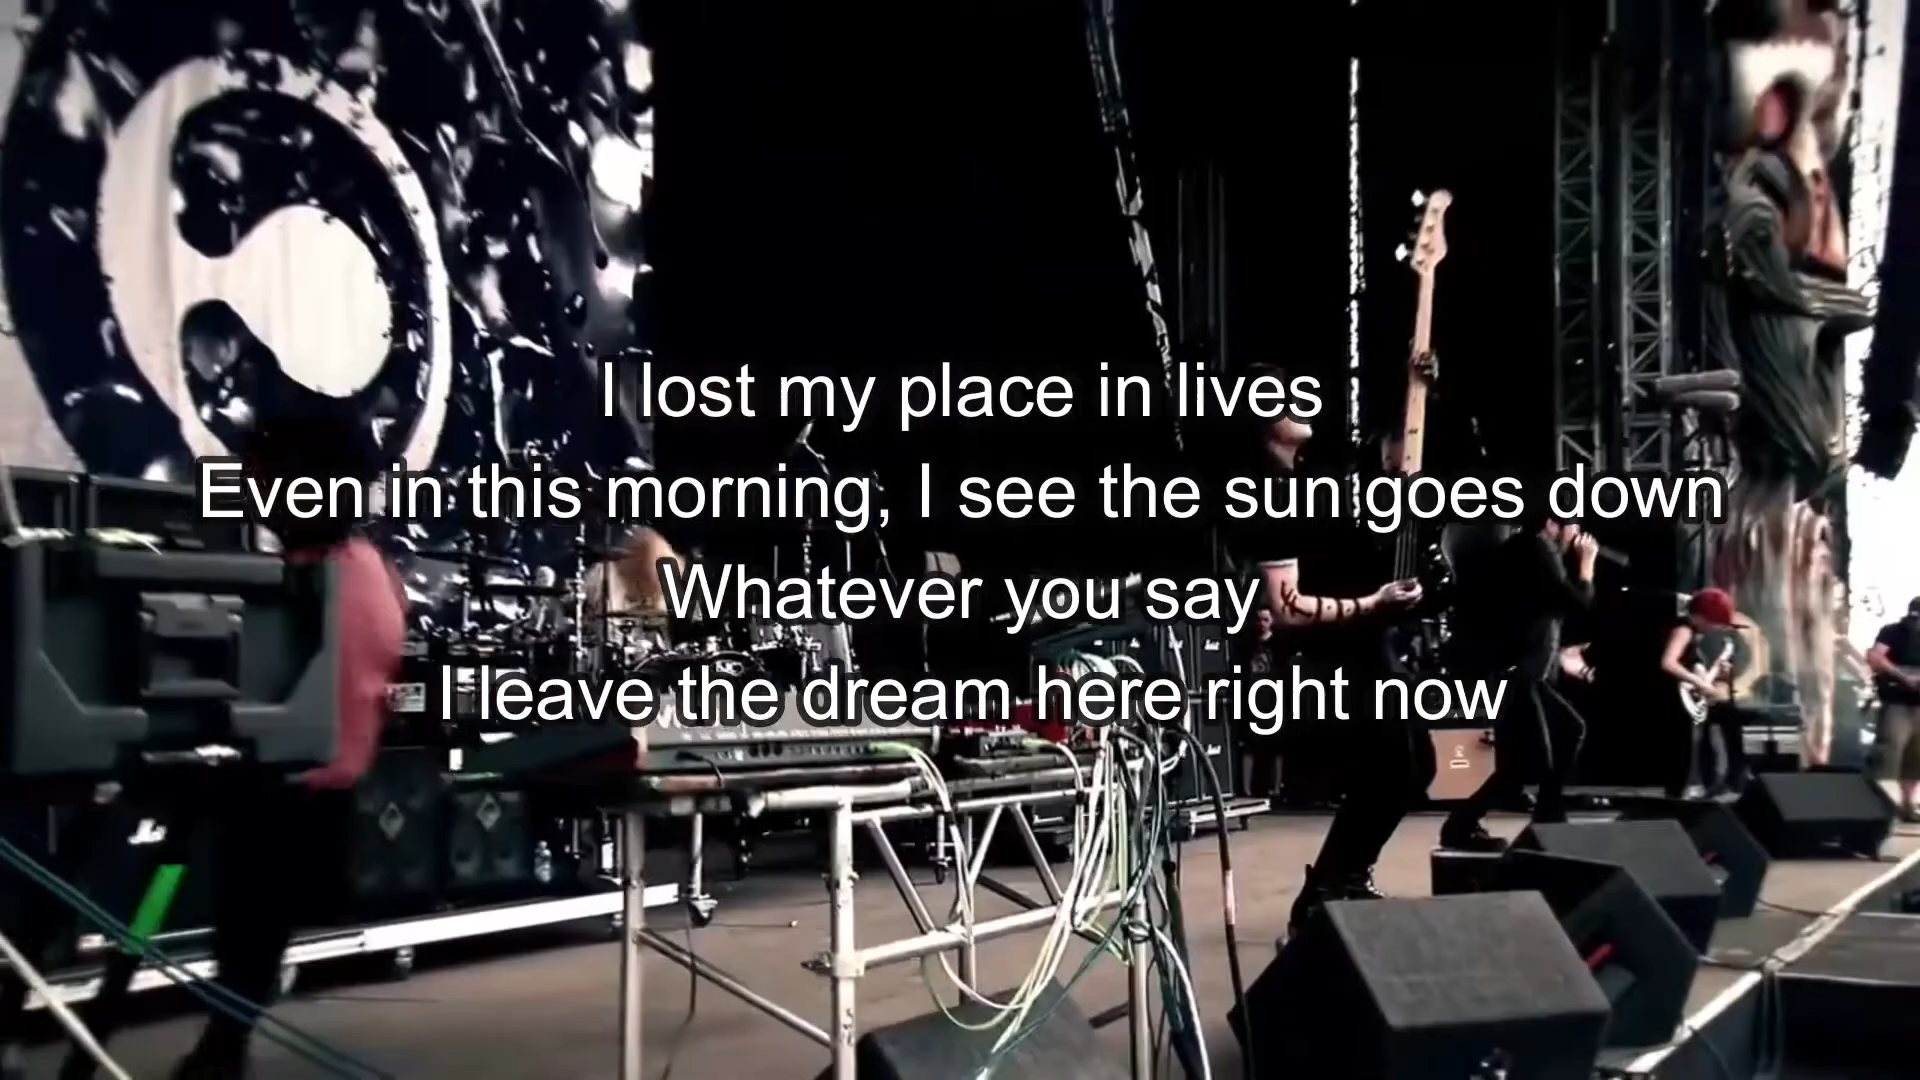 I lost my place in lives
Even in this morning, I see the sun goes down
Whatever you say
I leave the dream here right now